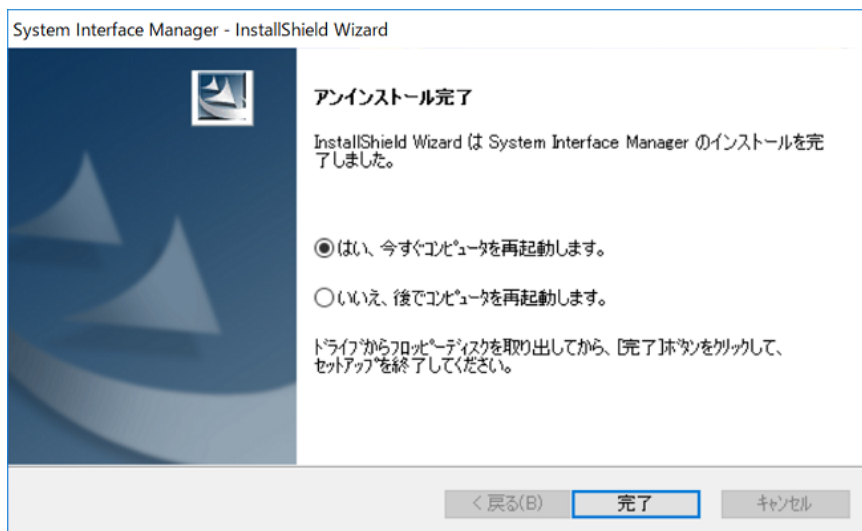 System Interface Manager - InstallShield Wizard
アンインストール完了
InstallShield Wizard は System Interface Manager のインストールを完
了しました。
はい、今すぐｺﾝﾋﾟｭｰﾀを再起動します。
いいえ、後でｺﾝﾋﾟｭｰﾀを再起動します。
ﾄﾞﾗｲﾌﾞからﾌﾛｯﾋﾟｰﾃﾞｨｽｸを取り出してから、[完了]ﾎﾞﾀﾝをｸﾘｯｸして、
ｾｯﾄｱｯﾌﾟを終了してください。
< 戻る(B)
完了
ｷｬﾝｾﾙ